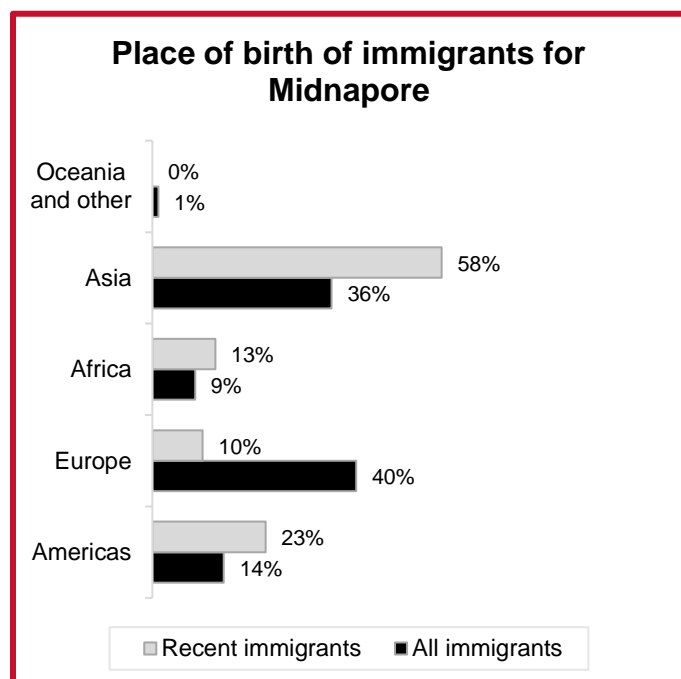 Place of birth of immigrants for
Midnapore
Oceania
and other
0%
1%
Asia
58%
36%
Africa
13%
9%
Europe
10%
40%
Americas
23%
14%
Recent immigrants
All immigrants